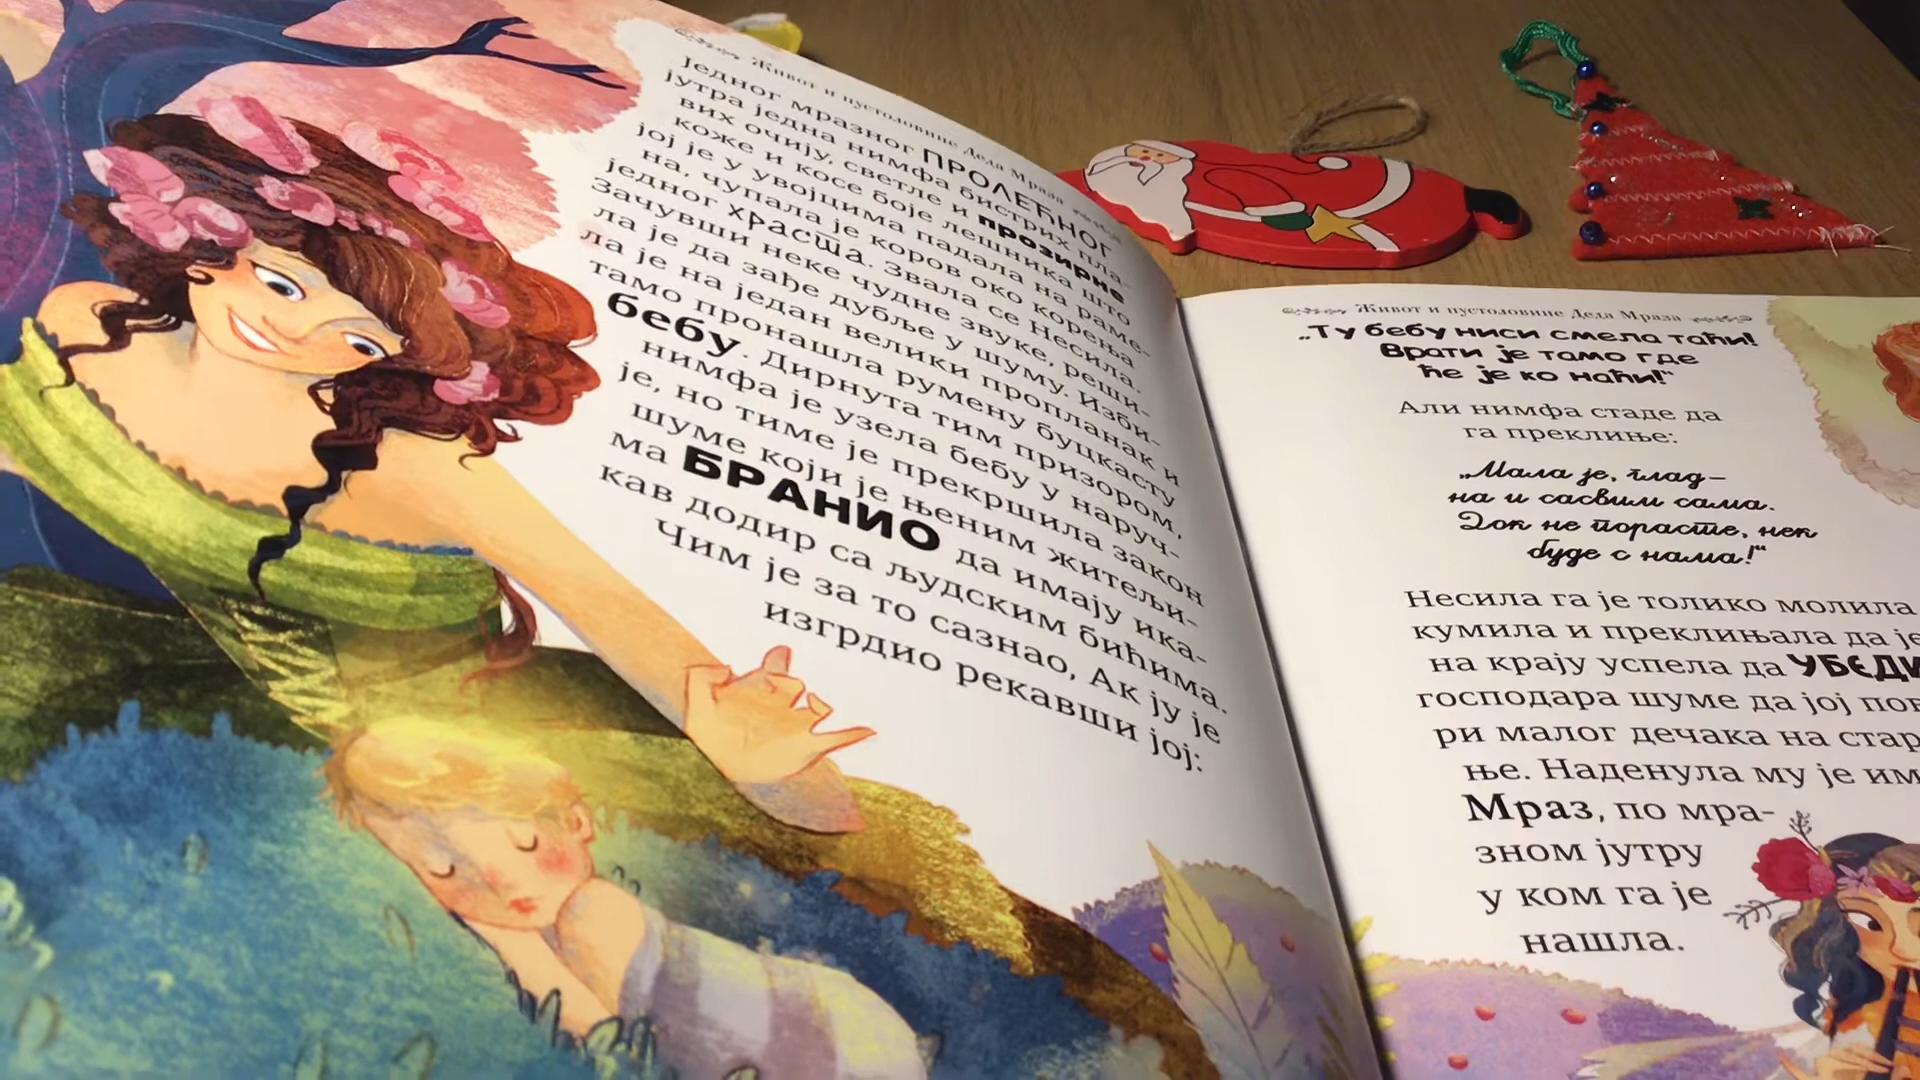 Живот и пустоловине Деда Мраза
Једног мразног ПРОЛЕЋНОГ
јутра једна нимфа бистрих, пла-
вих очију, светле и прозирне
коже и косе боје лешника што
јој је у увојцима падала на раме-
на, чупала је коров око корења
једног храста. Звала се Несила.
Зачувши неке чудне звуке, реши-
ла је да зађе дубље у шуму. Изби-
ла је на један велики пропланак и
тамо пронашла румену буцкасту
бебу. Дирнута тим призором,
нимфа је узела бебу у наруч-
је, но тиме је прекршила закон
шуме који је њеним житељи-
ма БРАНИО да имају ика-
кав додир са људским бићима.
Чим је за то сазнао, Ак ју је
изгрдио рекавши јој:
Живот и пустоловине Деда Мраза
„Ту бебу ниси смела таћи!
Врати је тамо где
ће је ко наћи!“
Али нимфа стаде да
га преклиње:
„Мала је, глад-
на и сасвим сама.
Док не порасте, нек
буде с нама!“
Несила га је толико молила
кумила и преклињала да је
на крају успела да УБЕДИ
господара шуме да јој пов
ри малог дечака на стар
ње. Наденула му је им
Мраз, по мра-
зном јутру
у ком га је
нашла.